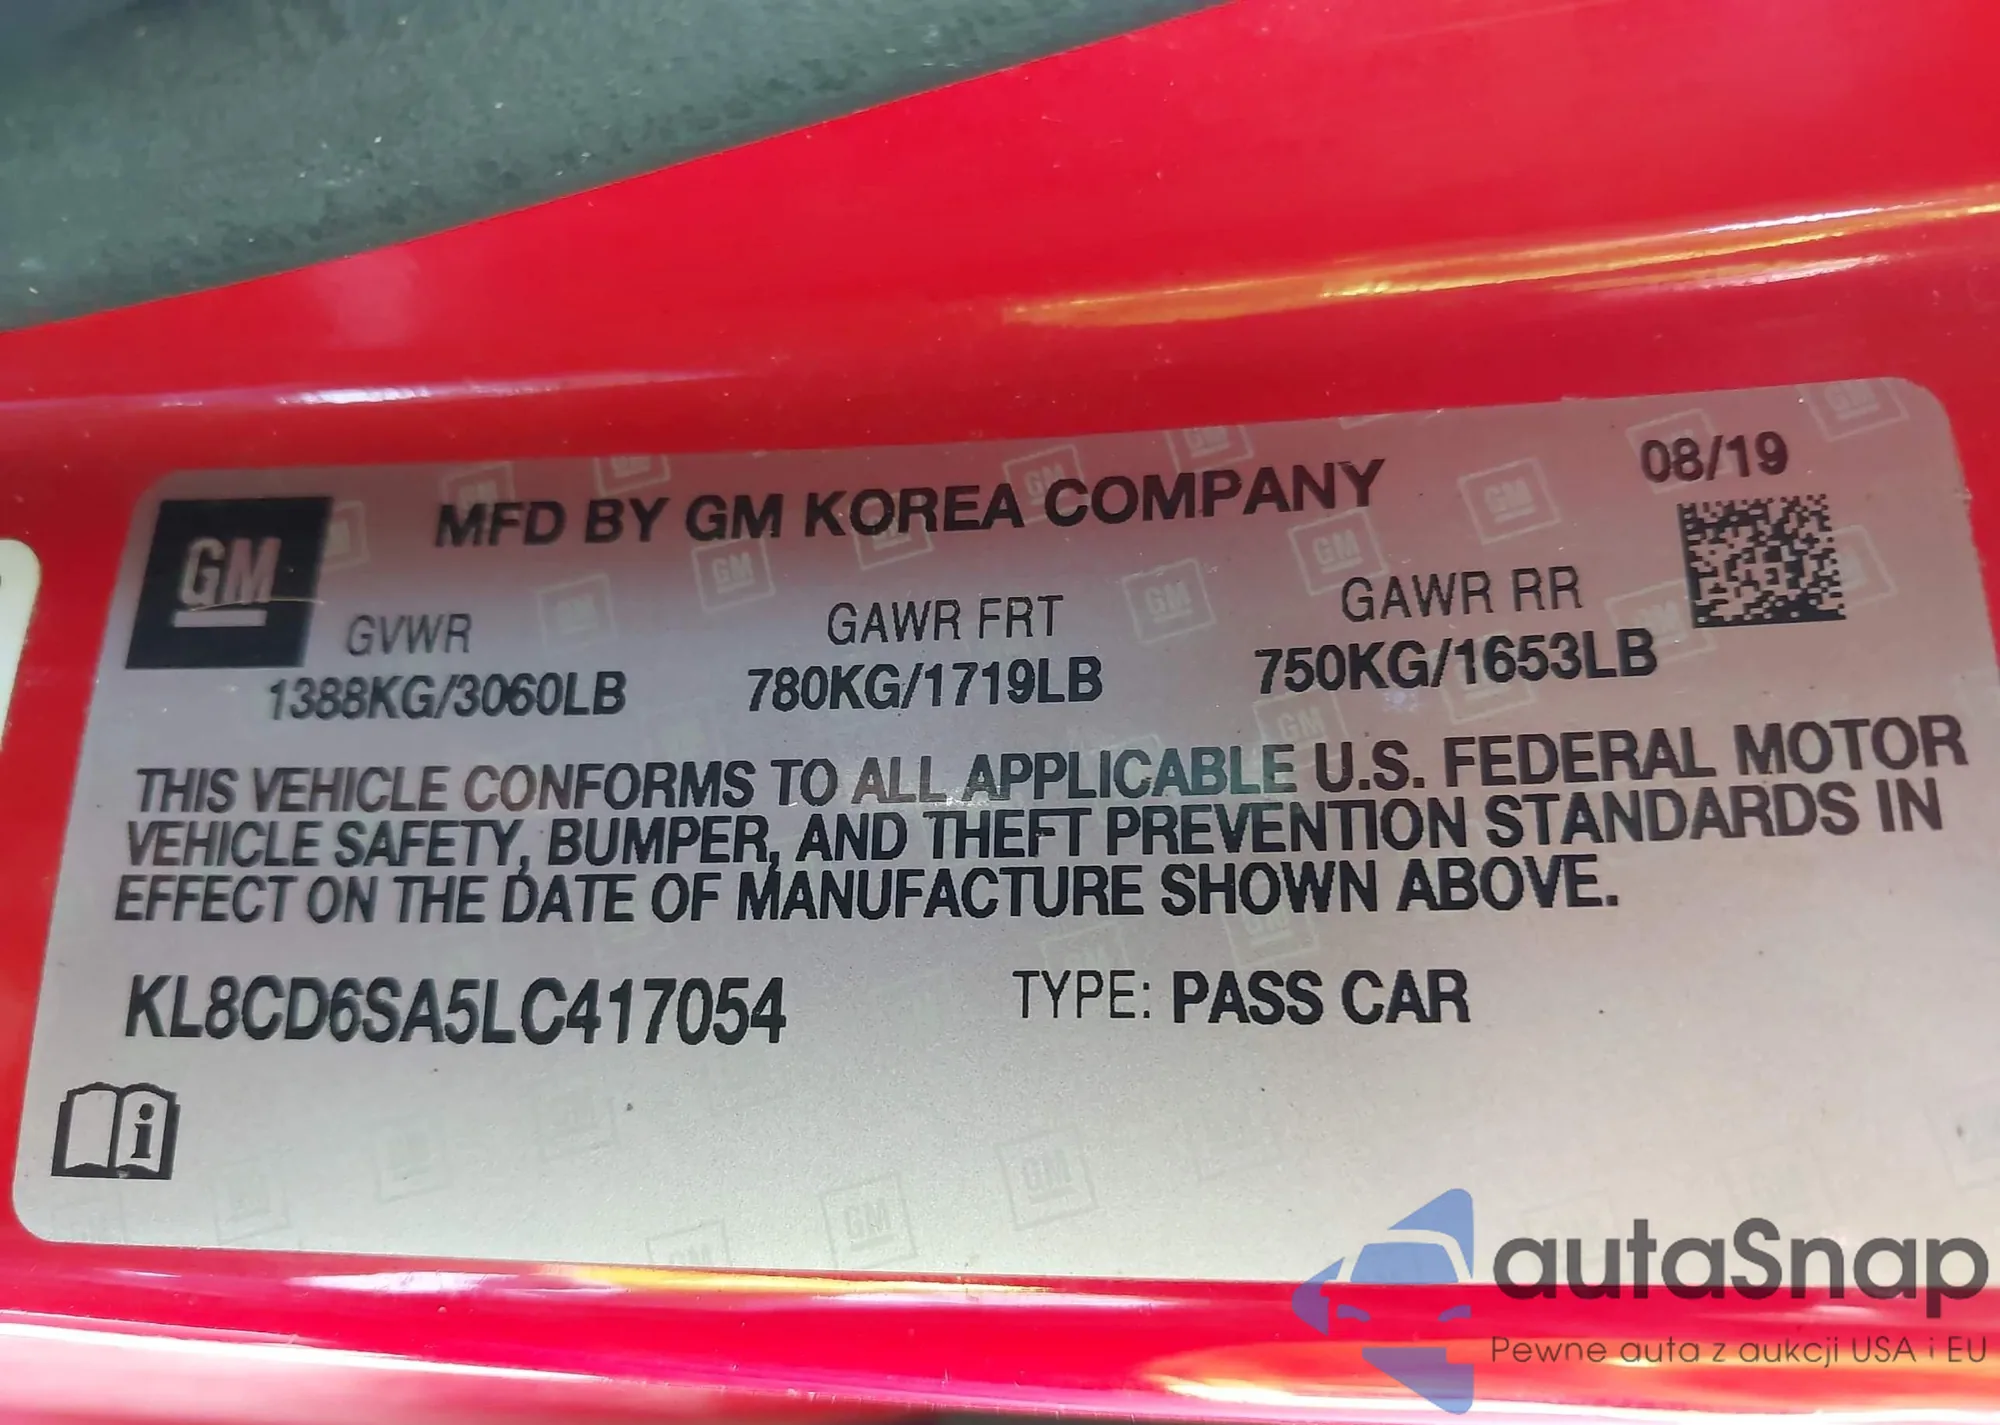 08/19
GM
MFD BY GM KOREA COMPANY
GVWR GAWR FRT GAWR RR
1388KG/3060LB 780KG/1719LB 750KG/1653LB
THIS VEHICLE CONFORMS TO ALL APPLICABLE U.S. FEDERAL MOTOR
VEHICLE SAFETY, BUMPER, AND THEFT PREVENTION STANDARDS IN
EFFECT ON THE DATE OF MANUFACTURE SHOWN ABOVE.
KL8CD6SA5LC417054 TYPE: PASS CAR
i
autaSnap
Pewne auta z aukcji USA i EU